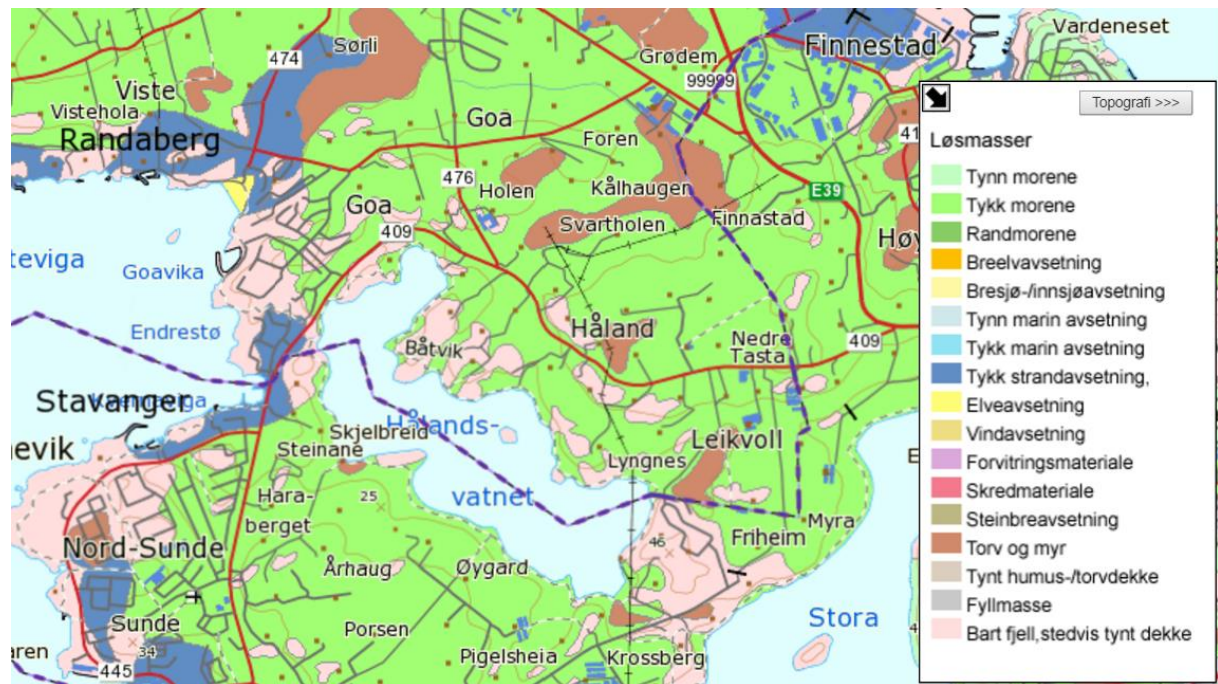 Vardeneset
Sørli
Finnestad
Grødem
474
99999
Viste
Vistehola
Goa
Randaberg
Foren
41
476
Holen
Kålhaugen
E39
Goa
Svartholen
Finnastad
409
Høy
teviga
Goavika
Endrestø
Håland
Nedre
Tasta
409
Båtvik
Stavanger
Hålands-
Skjelbreid
Leikvoll
nevik
Steinane
Lyngnes
E
vatnet
25
Hara-
berget
Myra
Friheim
46
Nord-Sunde
Århaug
Øygard
Sunde
Porsen
Stora
4
34
aren
Pigelsheia
Krossberg
445
Topografi >>>
Løsmasser
Tynn morene
Tykk morene
Randmorene
Breelvavsetning
Bresjø-/innsjøavsetning
Tynn marin avsetning
Tykk marin avsetning
Tykk strandavsetning,
Elveavsetning
Vindavsetning
Forvitringsmateriale
Skredmateriale
Steinbreavsetning
Torv og myr
Tynt humus-/torvdekke
Fyllmasse
Bart fjell,stedvis tynt dekke